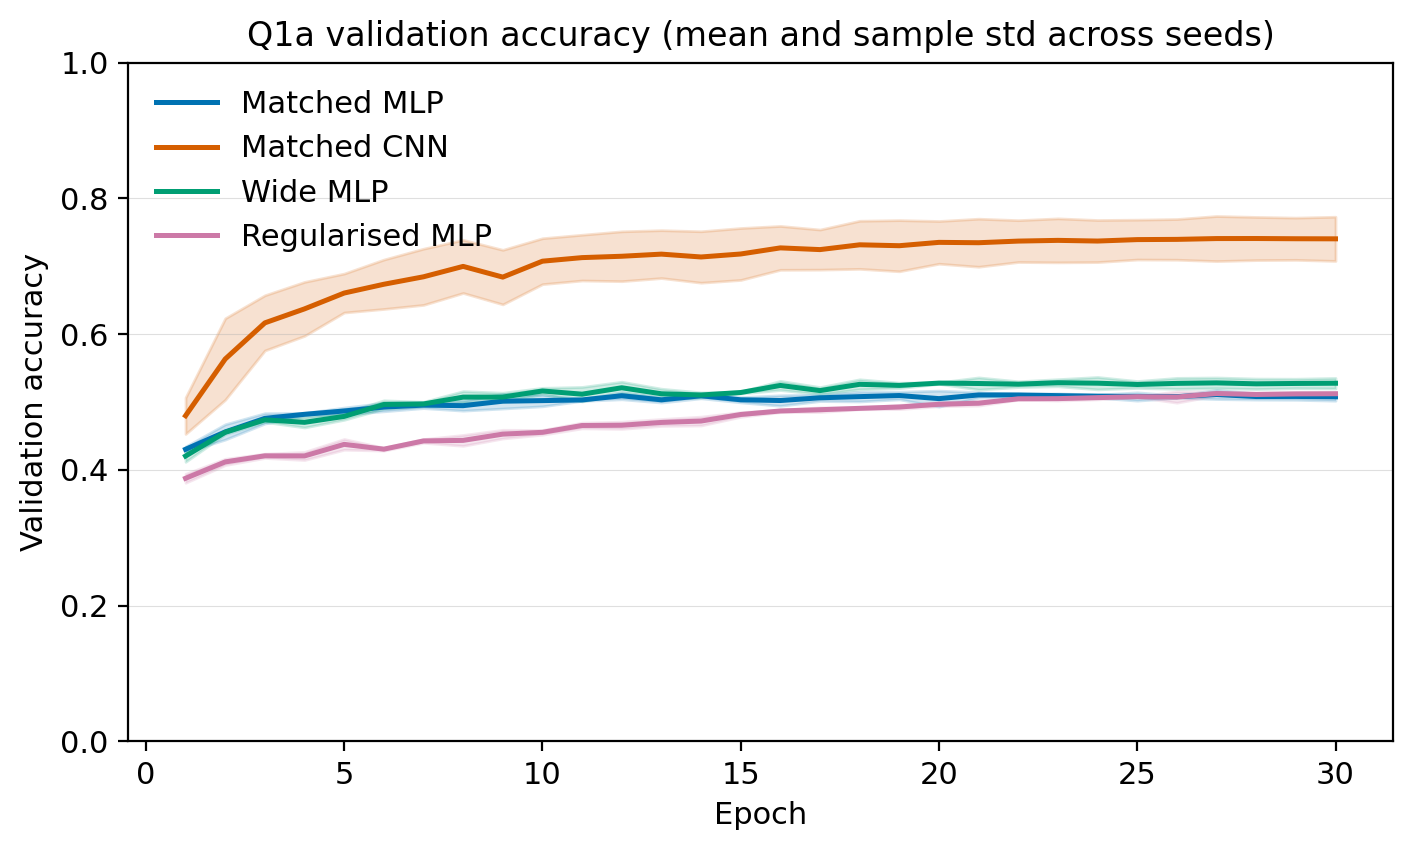 Q1a validation accuracy (mean and sample std across seeds)
1.0
0.8
0.6
0.4
0.2
0.0
Validation accuracy
Matched MLP
Matched CNN
Wide MLP
Regularised MLP
0 5 10 15 20 25 30
Epoch